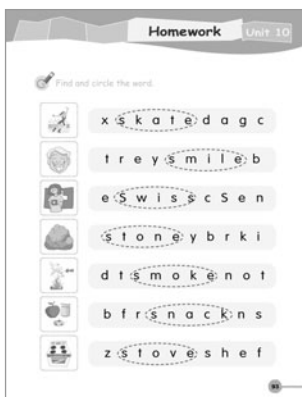 Homework Unit 10
Find and circle the word.
x s k a t e d a g c
t r e y s m i l e b
e S w i s s c S e n
s t o n e y b r k i
d t s m o k e n o t
b f r s n a c k n s
z s t o v e s h e f
93